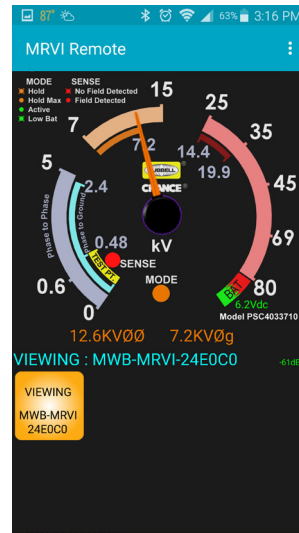 87° 63% 3:16 PM
MRVI Remote
MODE SENSE
Hold No Field Detected
Hold Max Field Detected
Active
Low Bat
15
25
7
35
7.2
14.4
5
19.9
45
2.4
HUBBELL
CHANCE®
Phase to Phase
Phase to Ground
69
kV
0.48
TEST PT.
SENSE
MODE
0.6
BAT.
80
0
6.2Vdc
Model PSC4033710
12.6KVØØ 7.2KVØg
VIEWING : MWB-MRVI-24E0C0 -61dB
VIEWING
MWB-MRVI
24E0C0